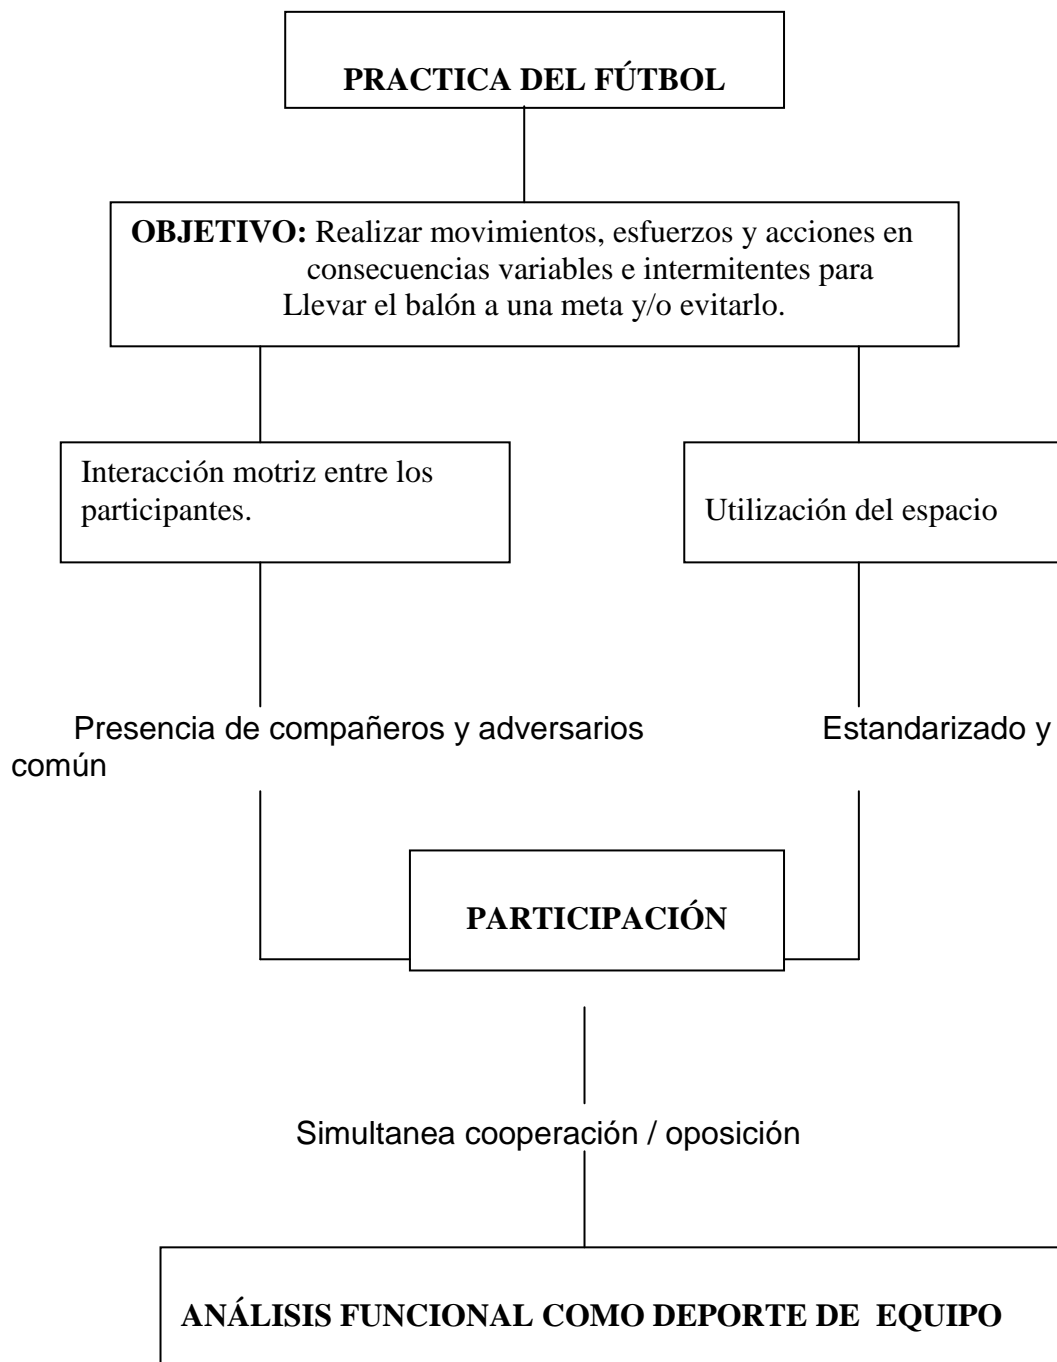 PRACTICA DEL FÚTBOL
OBJETIVO: Realizar movimientos, esfuerzos y acciones en
consecuencias variables e intermitentes para
Llevar el balón a una meta y/o evitarlo.
Interacción motriz entre los
participantes.
Utilización del espacio
Presencia de compañeros y adversarios Estandarizado y
común
PARTICIPACIÓN
Simultanea cooperación / oposición
ANÁLISIS FUNCIONAL COMO DEPORTE DE EQUIPO